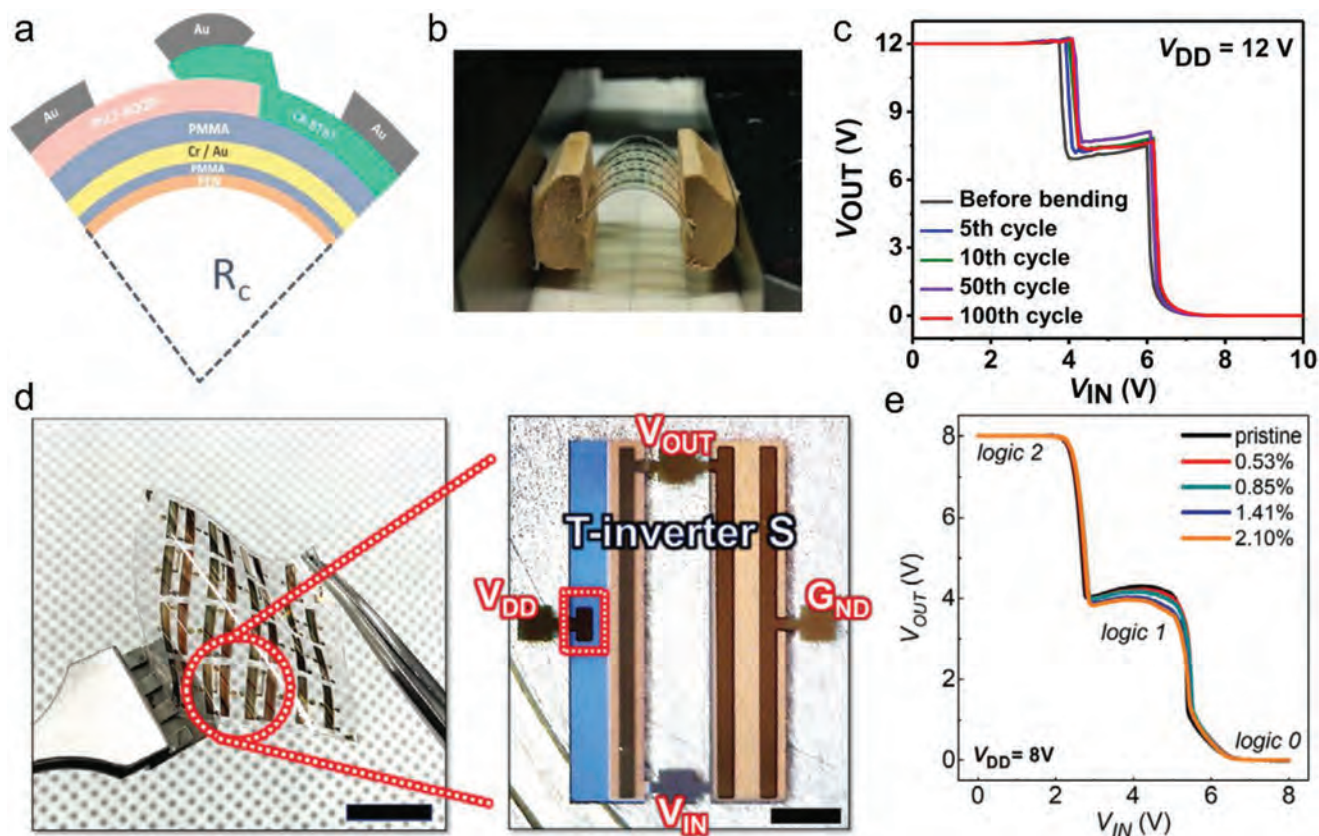 a
Au
Au
Au
PMMA
Cr / Au
PMMA
PEN
R_c
b
c
V_DD = 12 V
12
9
6
3
0
V_OUT (V)
Before bending
5th cycle
10th cycle
50th cycle
100th cycle
0 2 4 6 8 10
V_IN (V)
d
V_OUT
T-inverter S
V_DD
G_ND
V_IN
e
8
6
4
2
0
V_OUT (V)
logic 2
pristine
0.53%
0.85%
1.41%
2.10%
logic 1
logic 0
V_DD= 8V
0 2 4 6 8
V_IN (V)